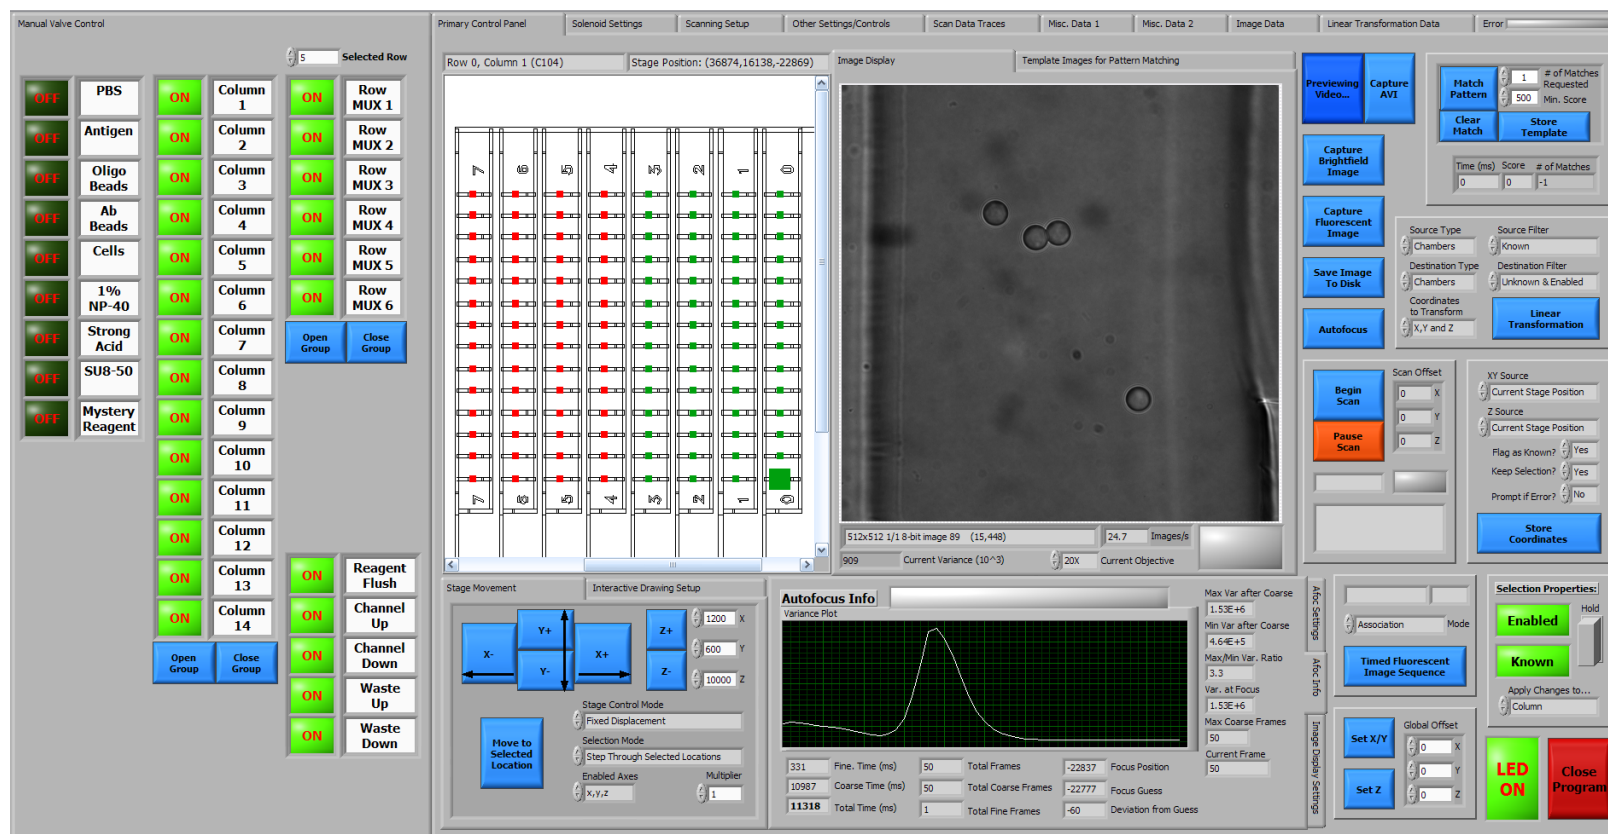 Manual Valve Control
5 Selected Row
OFF PBS
OFF Antigen
OFF Oligo
Beads
OFF Ab
Beads
OFF Cells
OFF 1%
NP-40
OFF Strong
Acid
OFF SU8-50
OFF Mystery
Reagent
ON Column
1
ON Column
2
ON Column
3
ON Column
4
ON Column
5
ON Column
6
ON Column
7
ON Column
8
ON Column
9
ON Column
10
ON Column
11
ON Column
12
ON Column
13
ON Column
14
Open
Group
Close
Group
ON Row
MUX 1
ON Row
MUX 2
ON Row
MUX 3
ON Row
MUX 4
ON Row
MUX 5
ON Row
MUX 6
Open
Group
Close
Group
ON Reagent
Flush
ON Channel
Up
ON Channel
Down
ON Waste
Up
ON Waste
Down
Primary Control Panel
Solenoid Settings
Scanning Setup
Other Settings/Controls
Scan Data Traces
Misc. Data 1
Misc. Data 2
Image Data
Linear Transformation Data
Error
Row 0, Column 1 (C104)
Stage Position: (36874,16138,-22869)
7 6 5 4 3 2 1 0
7 6 5 4 3 2 1 0
Image Display
Template Images for Pattern Matching
512x512 1/1 8-bit image 89 (15,448)
24.7 Images/s
909 Current Variance (10^3)
20X Current Objective
Previewing
Video...
Capture
AVI
Capture
Brightfield
Image
Capture
Fluorescent
Image
Save Image
To Disk
Autofocus
Match
Pattern
1 # of Matches
Requested
500 Min. Score
Clear
Match
Store
Template
Time (ms) Score # of Matches
0 0 -1
Source Type Source Filter
Chambers Known
Destination Type Destination Filter
Chambers Unknown & Enabled
Coordinates
to Transform
X,Y and Z
Linear
Transformation
Begin
Scan
Pause
Scan
Scan Offset
0 X
0 Y
0 Z
XY Source
Current Stage Position
Z Source
Current Stage Position
Flag as Known? Yes
Keep Selection? Yes
Prompt if Error? No
Store
Coordinates
Stage Movement
Interactive Drawing Setup
X-
Y+
Y-
X+
Z+
Z-
1200 X
600 Y
10000 Z
Stage Control Mode
Fixed Displacement
Selection Mode
Step Through Selected Locations
Enabled Axes Multiplier
x,y,z 1
Move to
Selected
Location
Autofocus Info
Variance Plot
Max Var after Coarse
1.53E+6
Min Var after Coarse
4.64E+5
Max/Min Var. Ratio
3.3
Var. at Focus
1.53E+6
Max Coarse Frames
50
Current Frame
50
331 Fine. Time (ms) 50 Total Frames -22837 Focus Position
10987 Coarse Time (ms) 50 Total Coarse Frames -22777 Focus Guess
11318 Total Time (ms) 1 Total Fine Frames -60 Deviation from Guess
Afoc Settings
Afoc Info
Image Display Settings
Association Mode
Timed Fluorescent
Image Sequence
Selection Properties:
Enabled
Known
Hold
Apply Changes to...
Column
Set X/Y
Set Z
Global Offset
0 X
0 Y
0 Z
LED
ON
Close
Program